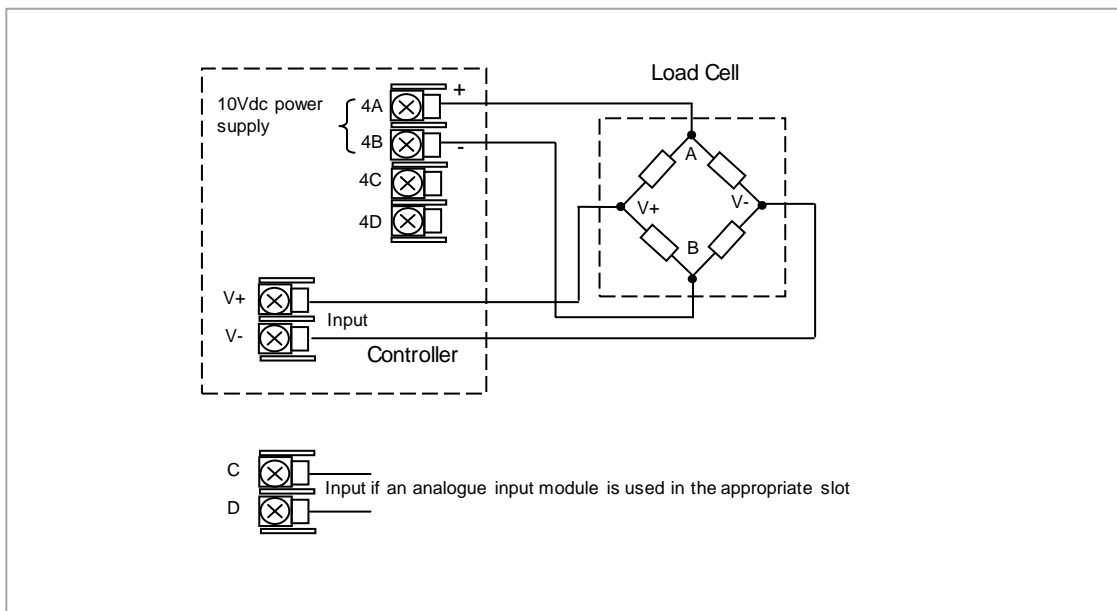 Load Cell
10Vdc power
supply
4A
+
4B
-
4C
4D
A
V+
V-
B
V+
Input
V-
Controller
C
Input if an analogue input module is used in the appropriate slot
D